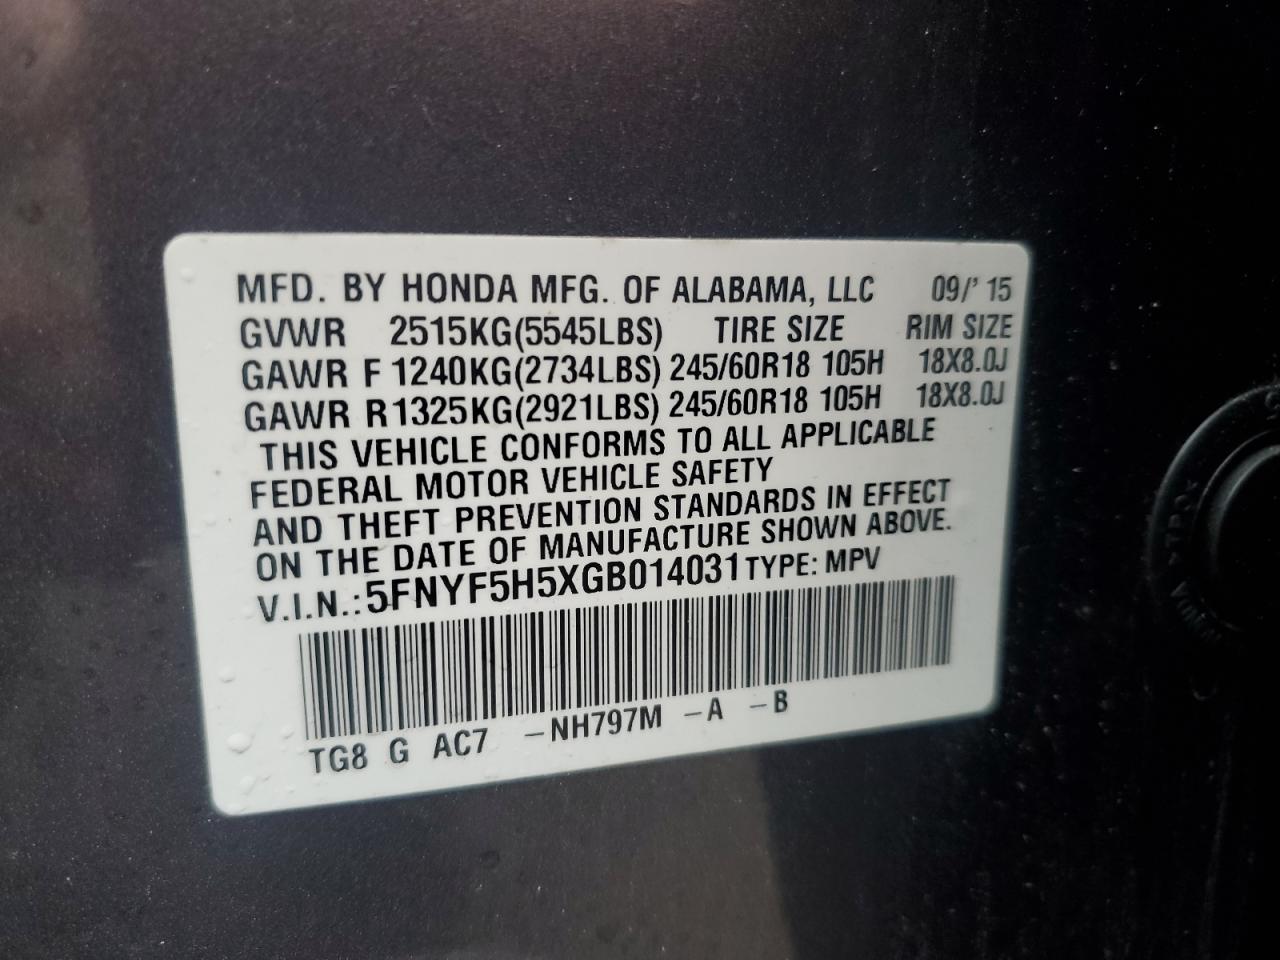 MFD. BY HONDA MFG. OF ALABAMA, LLC 09/'15
GVWR 2515KG(5545LBS) TIRE SIZE RIM SIZE
GAWR F 1240KG(2734LBS) 245/60R18 105H 18X8.0J
GAWR R 1325KG(2921LBS) 245/60R18 105H 18X8.0J
THIS VEHICLE CONFORMS TO ALL APPLICABLE
FEDERAL MOTOR VEHICLE SAFETY
AND THEFT PREVENTION STANDARDS IN EFFECT
ON THE DATE OF MANUFACTURE SHOWN ABOVE.
V.I.N.: 5FNYF5H5XGB014031 TYPE: MPV
TG8 G AC7 -NH797M -A -B